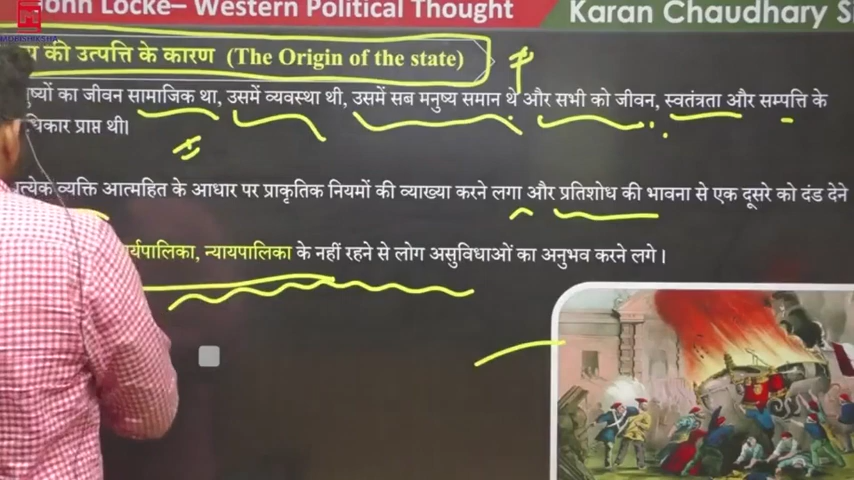 John Locke– Western Political Thought
Karan Chaudhary
की उत्पत्ति के कारण (The Origin of the state)
का जीवन सामाजिक था, उसमें व्यवस्था थी, उसमें सब मनुष्य समान थे और सभी को जीवन, स्वतंत्रता और सम्पत्ति के
प्राप्त थी।
व्यक्ति आत्महित के आधार पर प्राकृतिक नियमों की व्याख्या करने लगा और प्रतिशोध की भावना से एक दूसरे को दंड देने
न्यायपालिका के नहीं रहने से लोग असुविधाओं का अनुभव करने लगे।